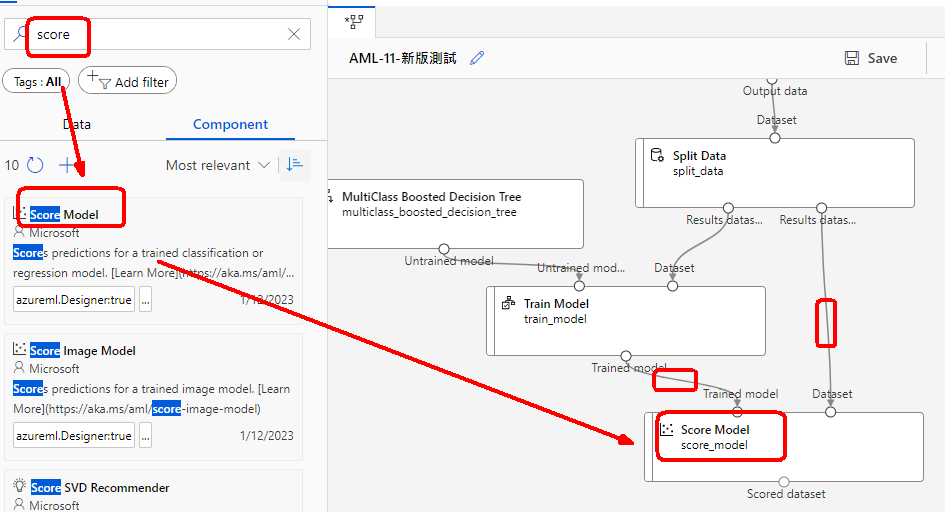 score
Tags : All
Add filter
Data
Component
10
Most relevant
Score Model
Microsoft
Scores predictions for a trained classification or
regression model. [Learn More](https://aka.ms/aml/...
azureml.Designer:true
...
1/12/2023
Score Image Model
Microsoft
Scores predictions for a trained image model. [Learn
More](https://aka.ms/aml/score-image-model)
azureml.Designer:true
...
1/12/2023
Score SVD Recommender
Microsoft
AML-11-新版測試
Save
Output data
Dataset
Split Data
split_data
Results datas...
Results datas...
MultiClass Boosted Decision Tree
multiclass_boosted_decision_tree
Untrained model
Untrained mod...
Dataset
Train Model
train_model
Trained model
Trained model
Dataset
Score Model
score_model
Scored dataset